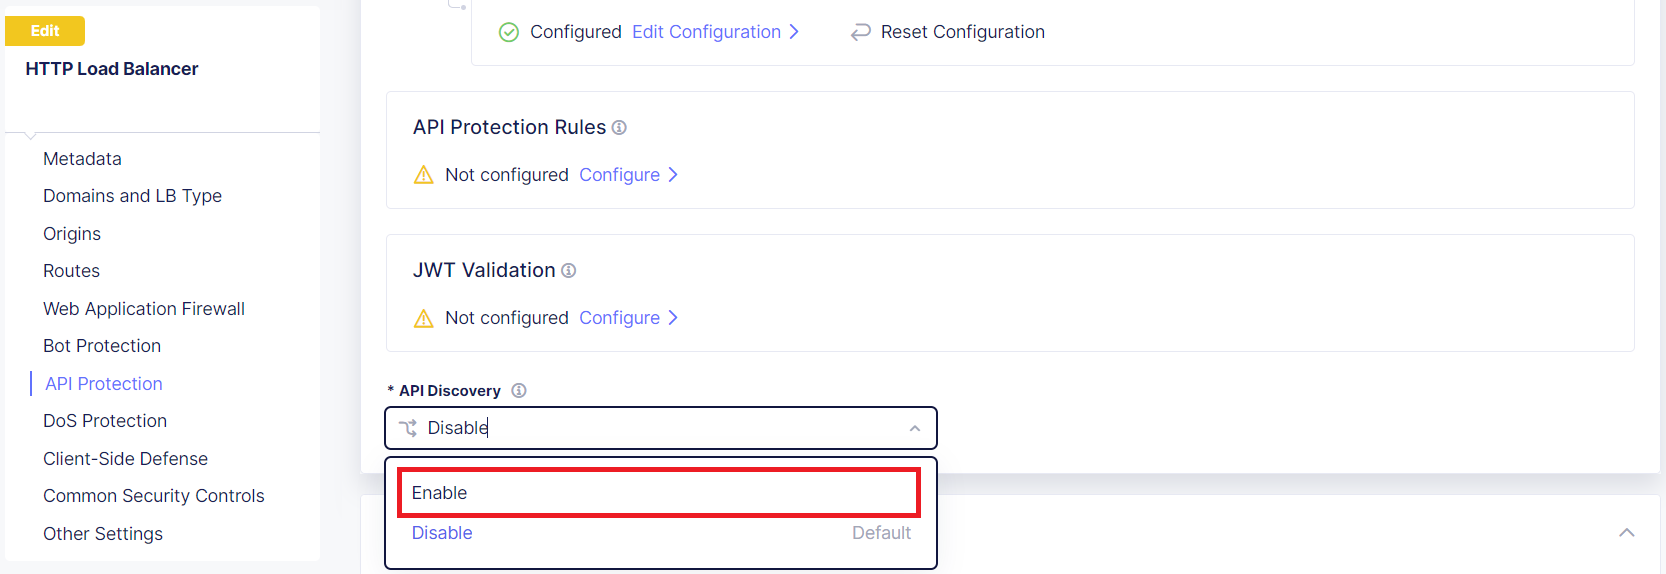 Edit
HTTP Load Balancer
Metadata
Domains and LB Type
Origins
Routes
Web Application Firewall
Bot Protection
API Protection
DoS Protection
Client-Side Defense
Common Security Controls
Other Settings
Configured Edit Configuration Reset Configuration
API Protection Rules
Not configured Configure
JWT Validation
Not configured Configure
* API Discovery
Disable
Enable
Disable Default